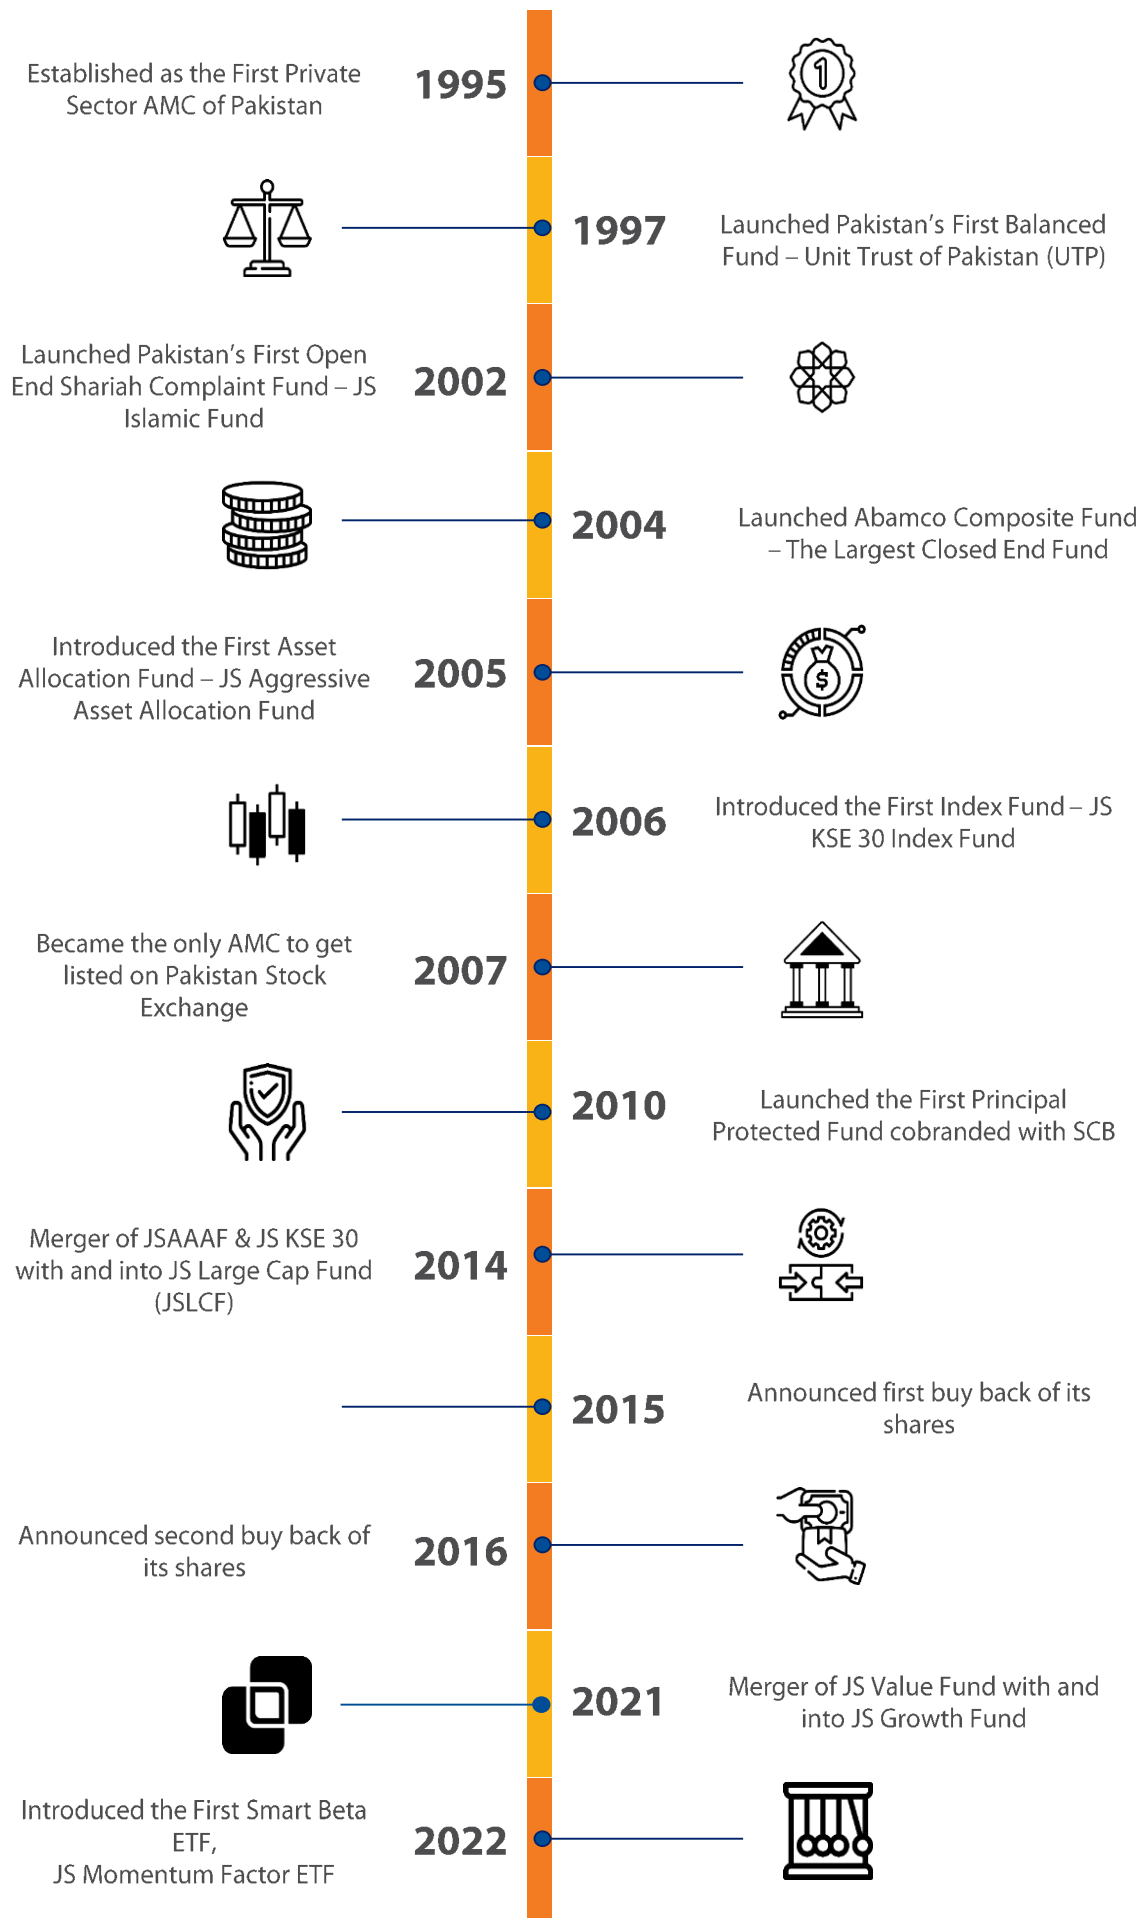 Established as the First Private
Sector AMC of Pakistan
1995
1
1997
Launched Pakistan's First Balanced
Fund – Unit Trust of Pakistan (UTP)
Launched Pakistan's First Open
End Shariah Complaint Fund – JS
Islamic Fund
2002
2004
Launched Abamco Composite Fund
– The Largest Closed End Fund
Introduced the First Asset
Allocation Fund – JS Aggressive
Asset Allocation Fund
2005
$
2006
Introduced the First Index Fund – JS
KSE 30 Index Fund
Became the only AMC to get
listed on Pakistan Stock
Exchange
2007
2010
Launched the First Principal
Protected Fund cobranded with SCB
Merger of JSAAAF & JS KSE 30
with and into JS Large Cap Fund
(JSLCF)
2014
2015
Announced first buy back of its
shares
Announced second buy back of
its shares
2016
2021
Merger of JS Value Fund with and
into JS Growth Fund
Introduced the First Smart Beta
ETF,
JS Momentum Factor ETF
2022